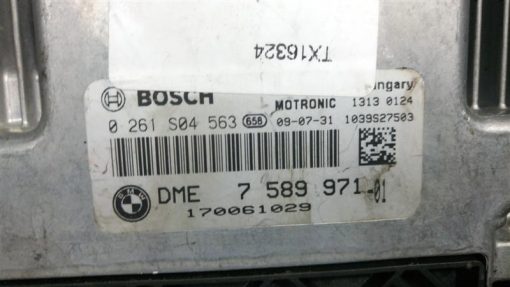 TX16324
BOSCH MOTRONIC 1313 0124
0 261 S04 563 658 09-07-31 1039S27503
BMW DME 7 589 971-01
170061029